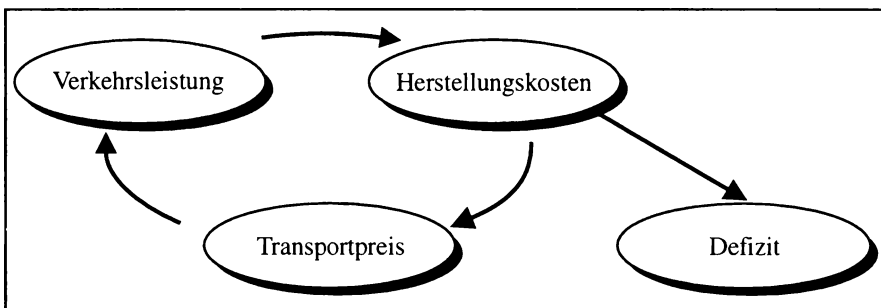 Verkehrsleistung
Herstellungskosten
Transportpreis
Defizit